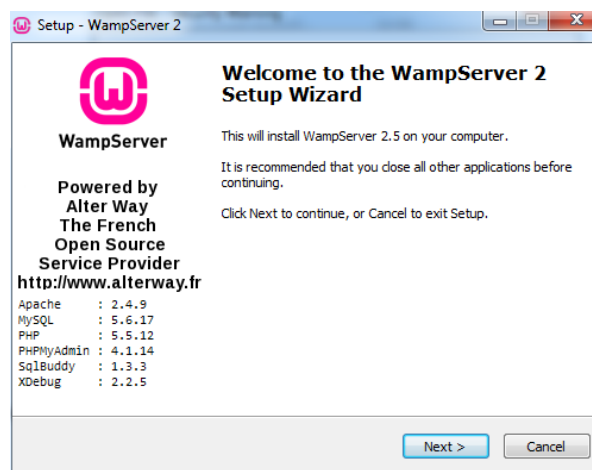 Setup - WampServer 2
WampServer
Powered by
Alter Way
The French
Open Source
Service Provider
http://www.alterway.fr
Apache : 2.4.9
MySQL : 5.6.17
PHP : 5.5.12
PHPMyAdmin : 4.1.14
SqlBuddy : 1.3.3
XDebug : 2.2.5
Welcome to the WampServer 2
Setup Wizard
This will install WampServer 2.5 on your computer.
It is recommended that you close all other applications before
continuing.
Click Next to continue, or Cancel to exit Setup.
Next >
Cancel